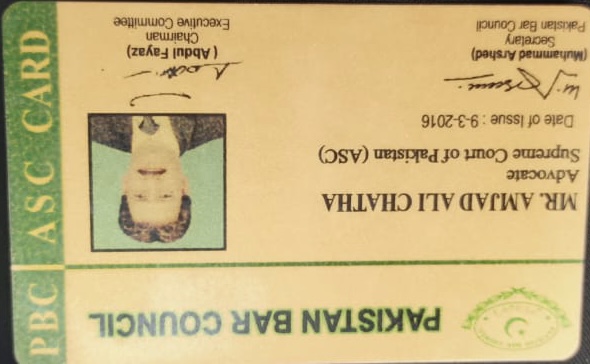 PBC ASC CARD
PAKISTAN BAR COUNCIL
MR. AMJAD ALI CHATHA
Advocate
Supreme Court of Pakistan (ASC)
Date of Issue : 9-3-2016
(Muhammad Arshed)
Secretary
Pakistan Bar Council
( Abdul Fayaz)
Chairman
Executive Committee